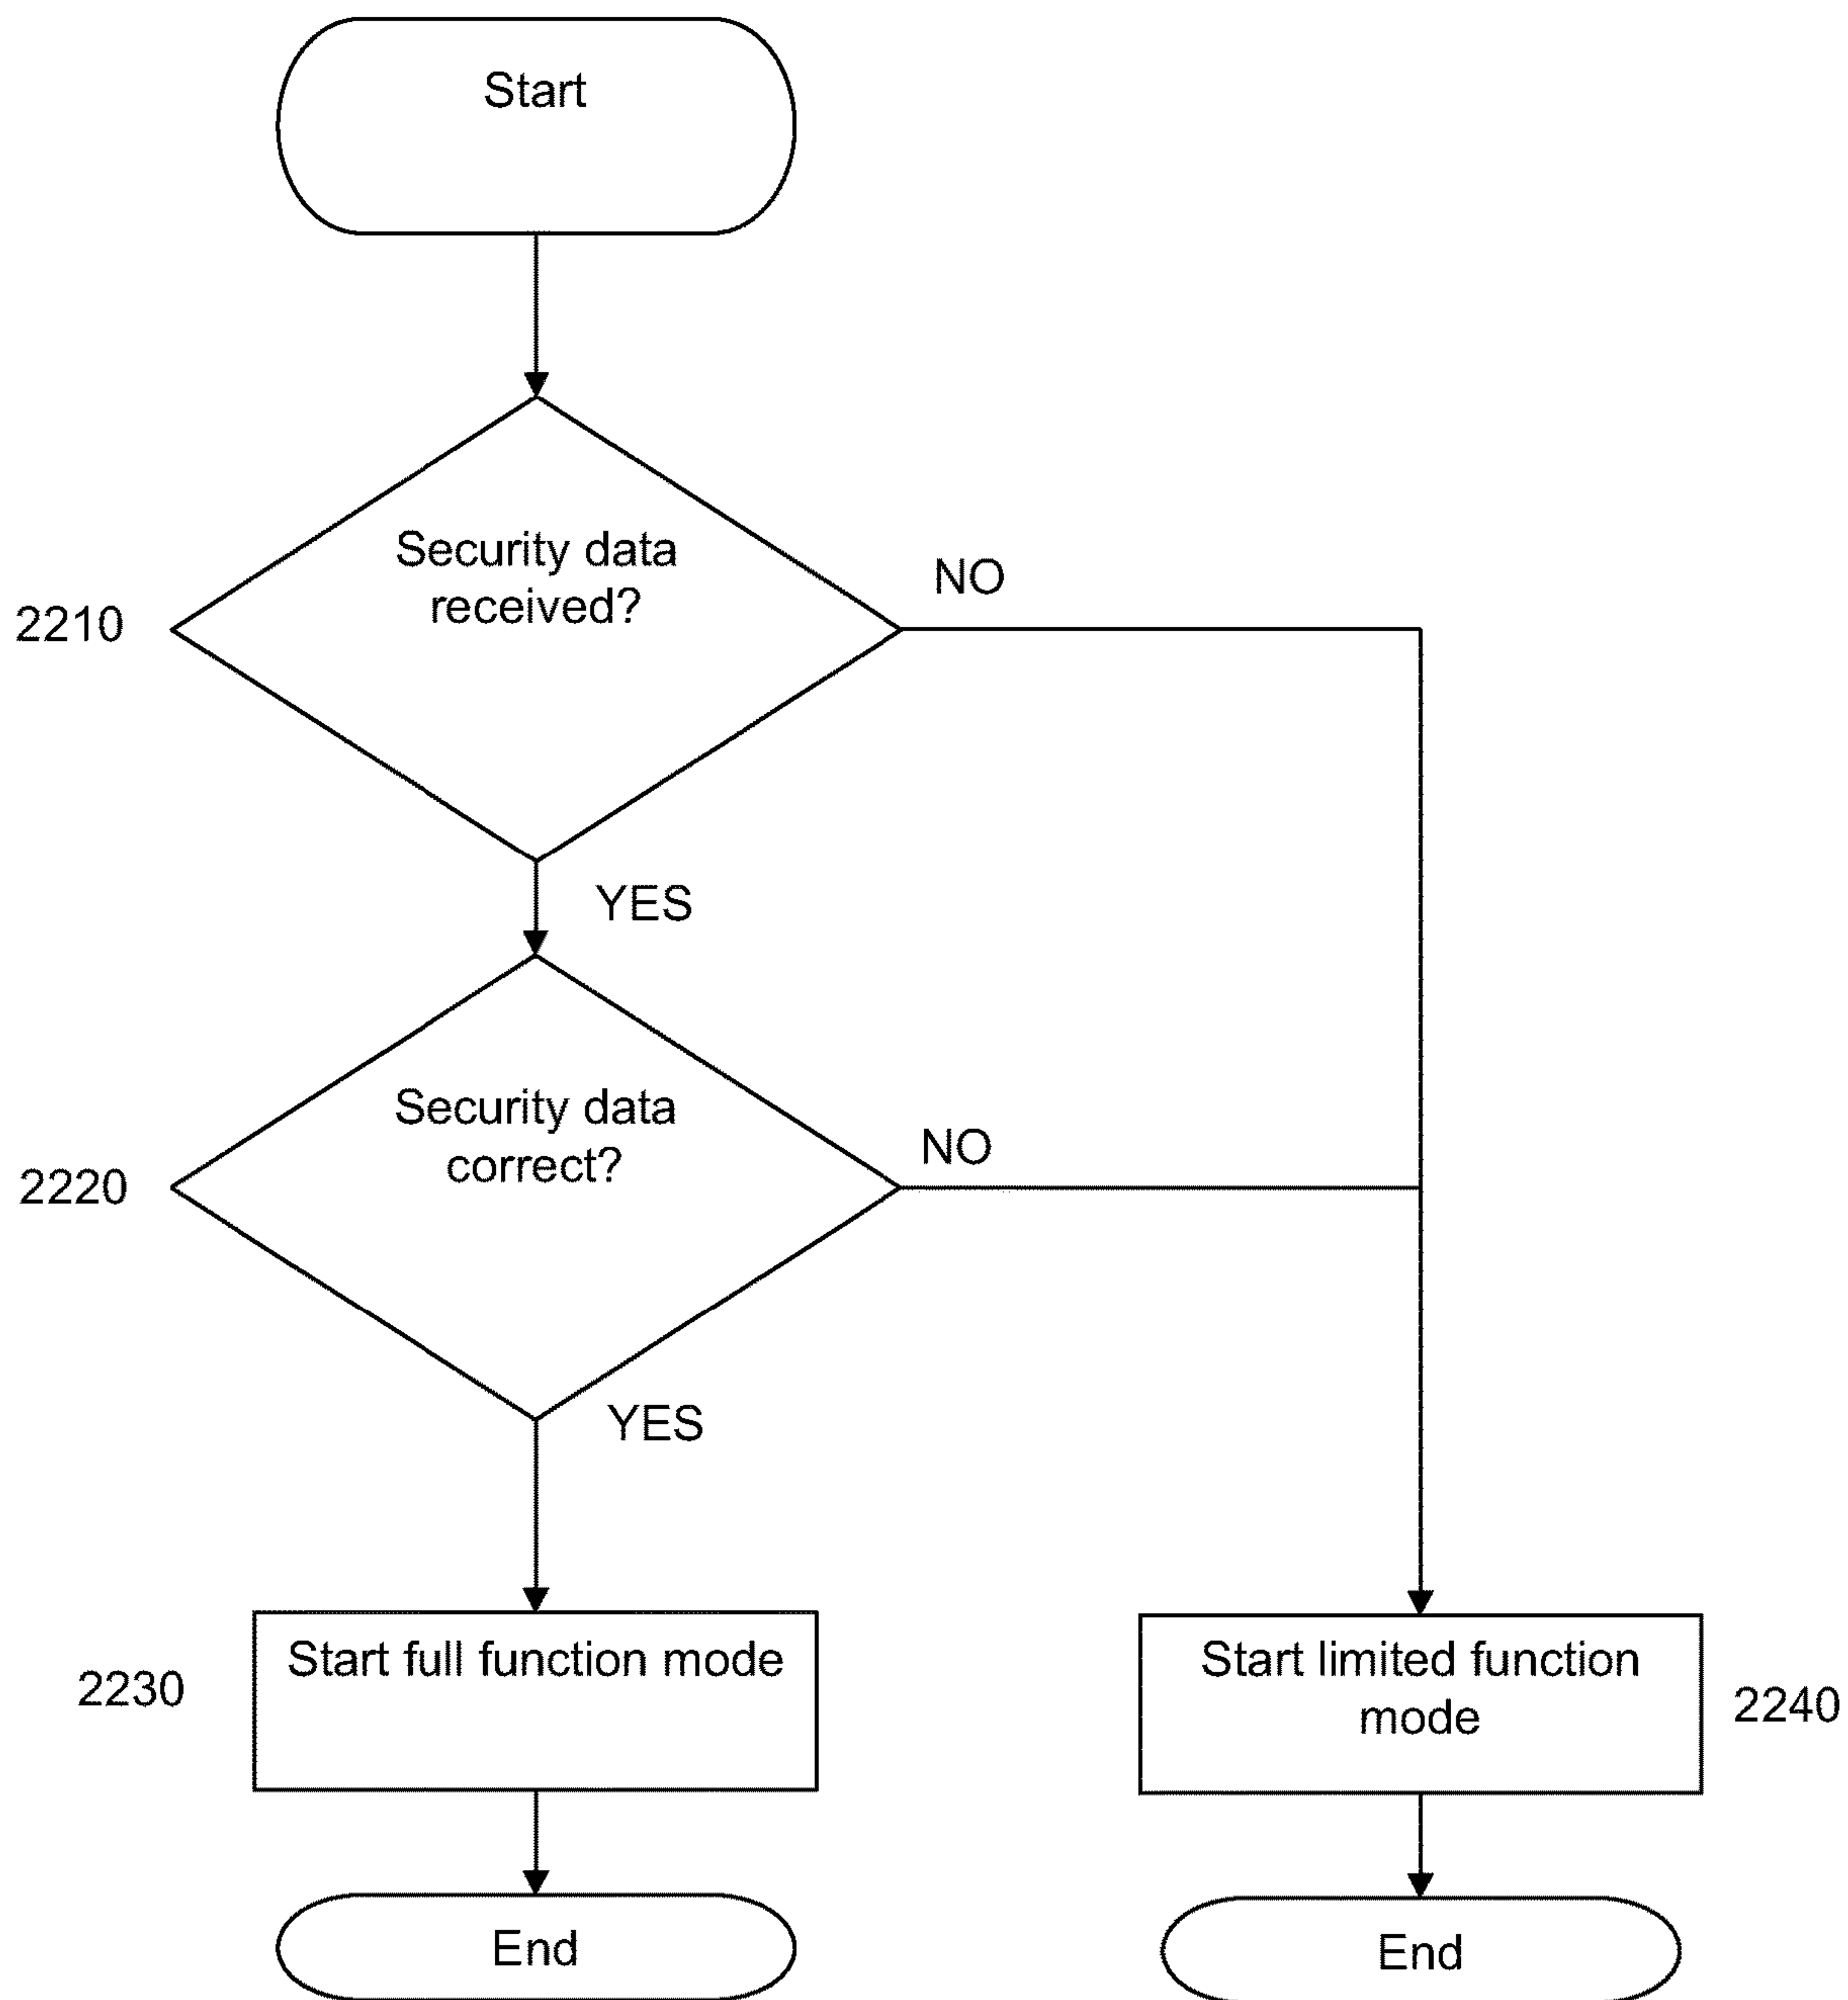 Start
Security data
received?
NO
2210
YES
Security data
correct?
NO
2220
YES
Start full function mode
2230
Start limited function
mode
2240
End
End